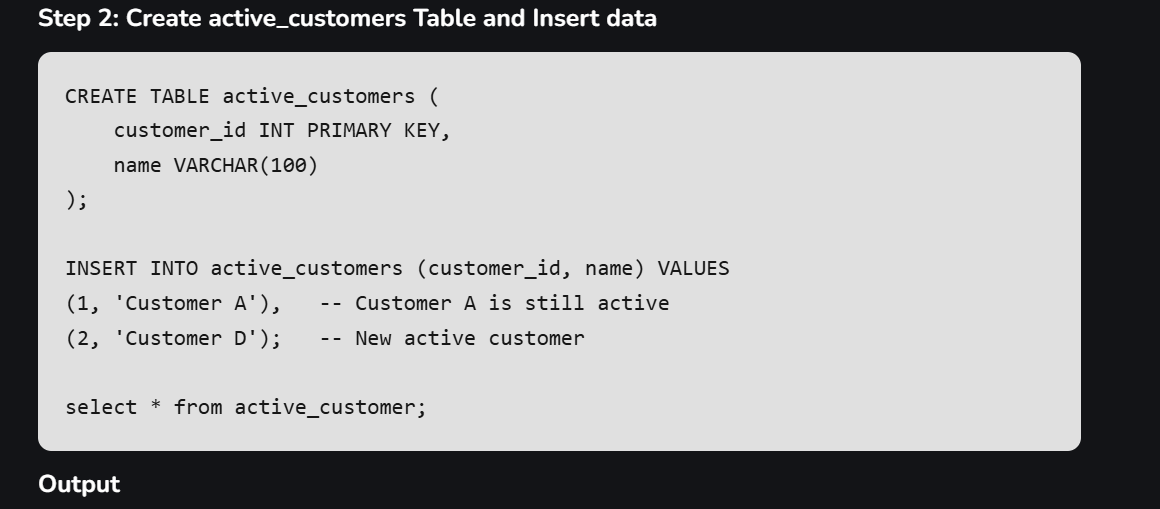 Step 2: Create active_customers Table and Insert data
CREATE TABLE active_customers (
    customer_id INT PRIMARY KEY,
    name VARCHAR(100)
);

INSERT INTO active_customers (customer_id, name) VALUES
(1, 'Customer A'),   -- Customer A is still active
(2, 'Customer D');   -- New active customer

select * from active_customer;
Output